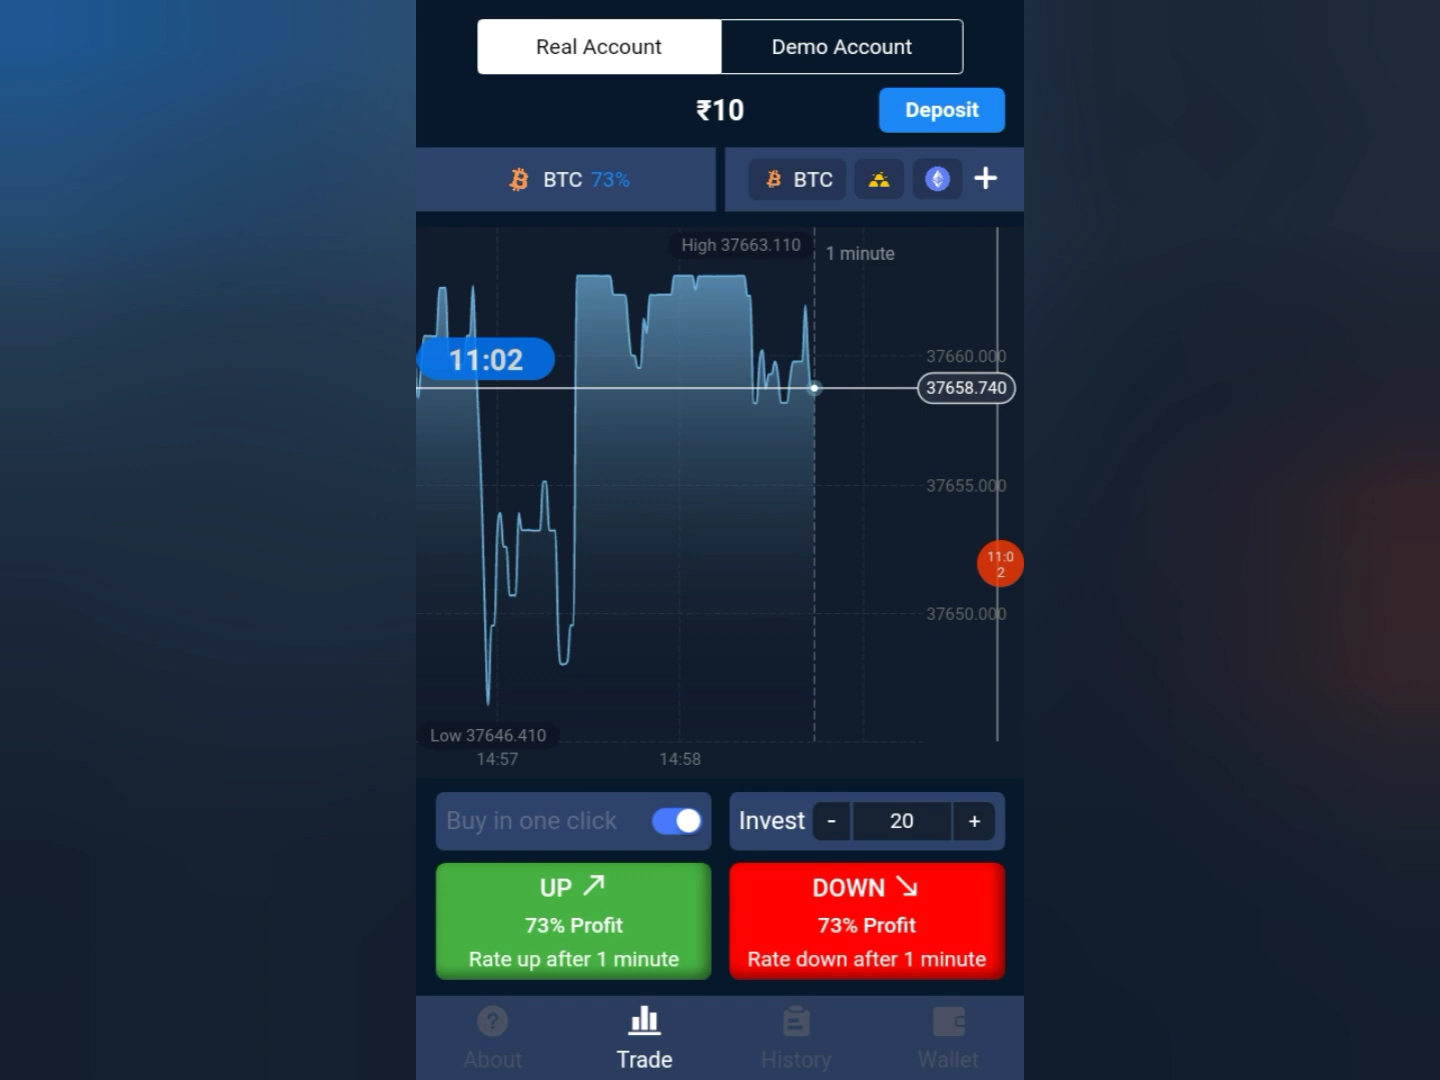 Real Account
Demo Account
₹10
Deposit
BTC 73%
BTC
High 37663.110
1 minute
11:02
37660.000
37658.740
37655.000
11:0
2
37650.000
Low 37646.410
14:57
14:58
Buy in one click
Invest - 20 +
UP
73% Profit
Rate up after 1 minute
DOWN
73% Profit
Rate down after 1 minute
About
Trade
History
Wallet